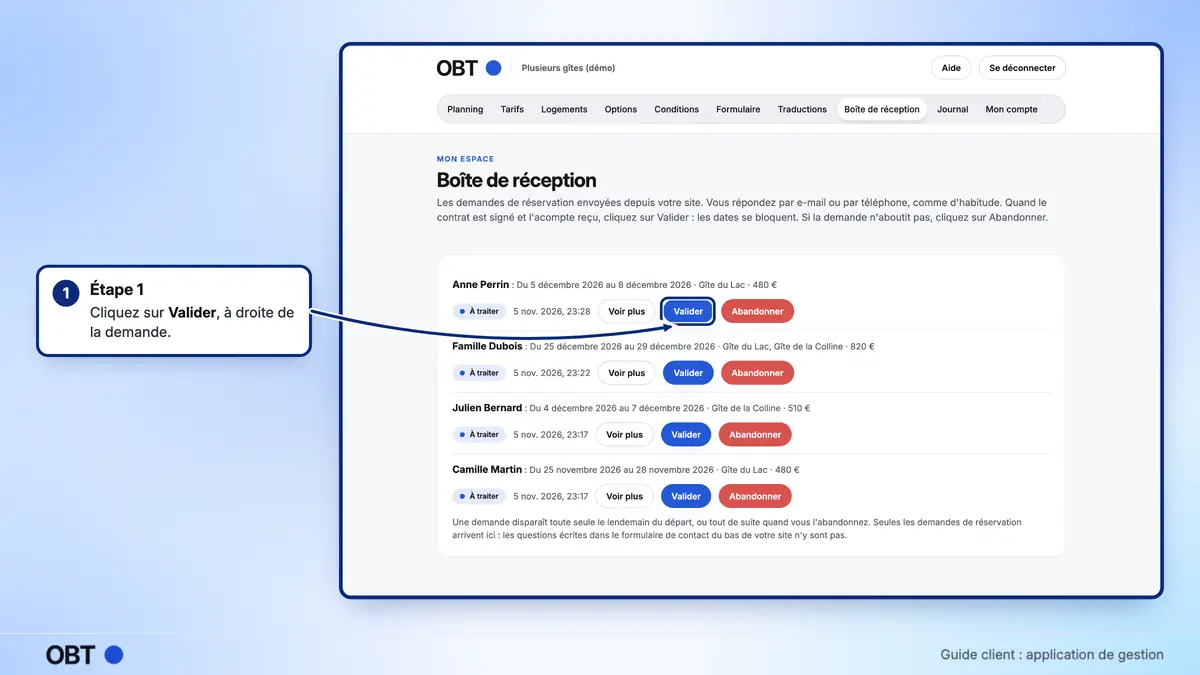 OBT
Plusieurs gîtes (démo)
Aide
Se déconnecter
Planning
Tarifs
Logements
Options
Conditions
Formulaire
Traductions
Boîte de réception
Journal
Mon compte
MON ESPACE
Boîte de réception
Les demandes de réservation envoyées depuis votre site. Vous répondez par e-mail ou par téléphone, comme d'habitude. Quand le
contrat est signé et l'acompte reçu, cliquez sur Valider : les dates se bloquent. Si la demande n'aboutit pas, cliquez sur Abandonner.
1
Étape 1
Cliquez sur Valider, à droite de
la demande.
Anne Perrin : Du 5 décembre 2026 au 8 décembre 2026 · Gîte du Lac · 480 €
À traiter 5 nov. 2026, 23:28 Voir plus Valider Abandonner
Famille Dubois : Du 25 décembre 2026 au 29 décembre 2026 · Gîte du Lac, Gîte de la Colline · 820 €
À traiter 5 nov. 2026, 23:22 Voir plus Valider Abandonner
Julien Bernard : Du 4 décembre 2026 au 7 décembre 2026 · Gîte de la Colline · 510 €
À traiter 5 nov. 2026, 23:17 Voir plus Valider Abandonner
Camille Martin : Du 25 novembre 2026 au 28 novembre 2026 · Gîte du Lac · 480 €
À traiter 5 nov. 2026, 23:17 Voir plus Valider Abandonner
Une demande disparaît toute seule le lendemain du départ, ou tout de suite quand vous l'abandonnez. Seules les demandes de réservation
arrivent ici : les questions écrites dans le formulaire de contact du bas de votre site n'y sont pas.
OBT
Guide client : application de gestion